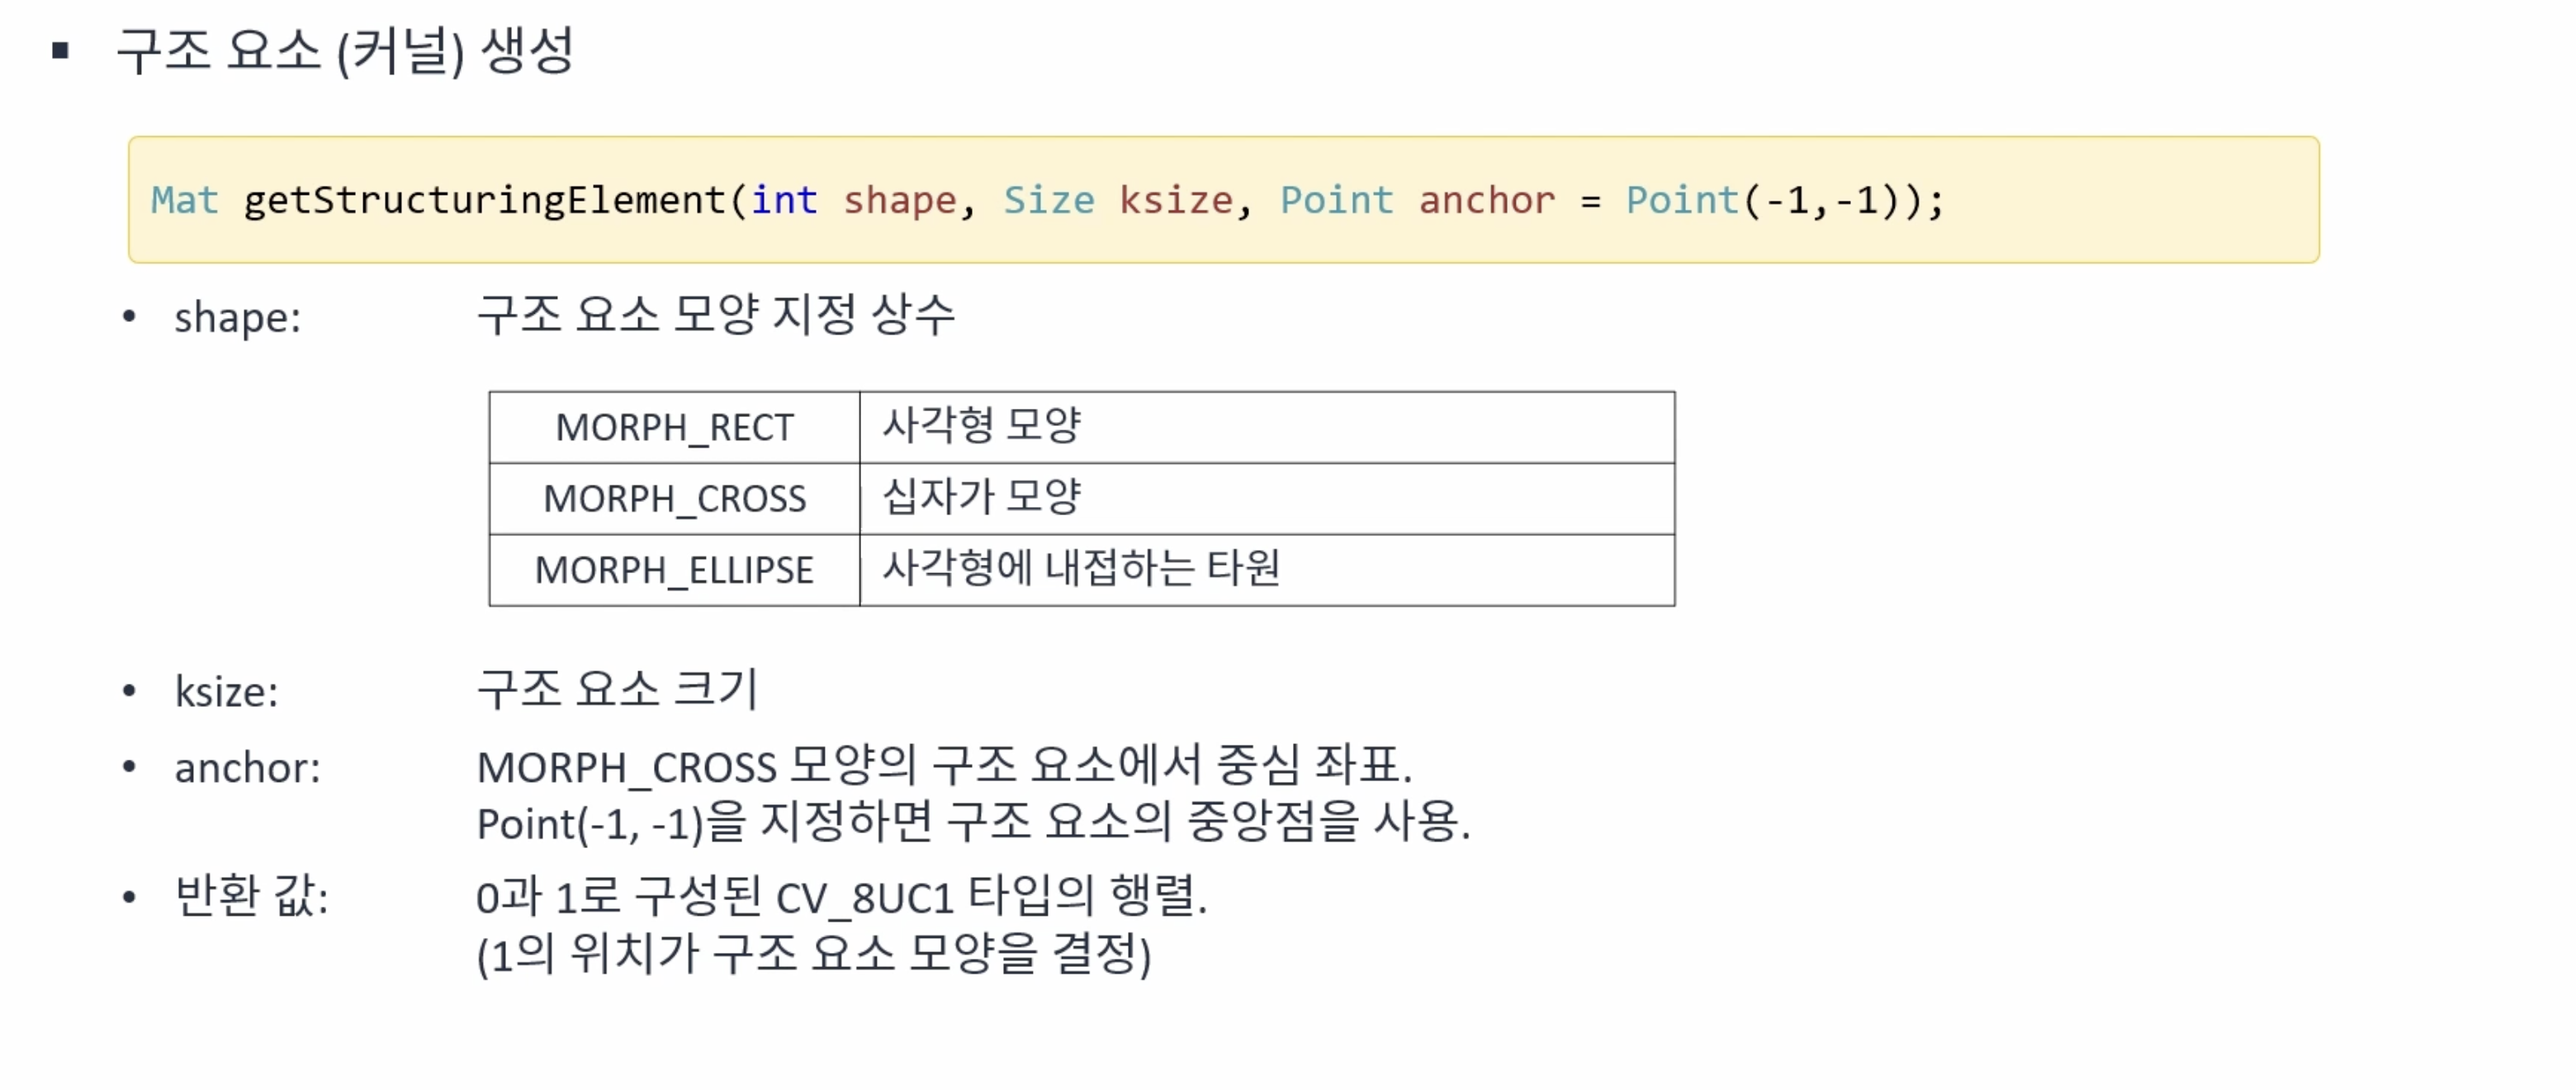 ▪ 구조 요소 (커널) 생성
Mat getStructuringElement(int shape, Size ksize, Point anchor = Point(-1,-1));
• shape: 구조 요소 모양 지정 상수
MORPH_RECT 사각형 모양
MORPH_CROSS 십자가 모양
MORPH_ELLIPSE 사각형에 내접하는 타원
• ksize: 구조 요소 크기
• anchor: MORPH_CROSS 모양의 구조 요소에서 중심 좌표.
Point(-1, -1)을 지정하면 구조 요소의 중앙점을 사용.
• 반환 값: 0과 1로 구성된 CV_8UC1 타입의 행렬.
(1의 위치가 구조 요소 모양을 결정)